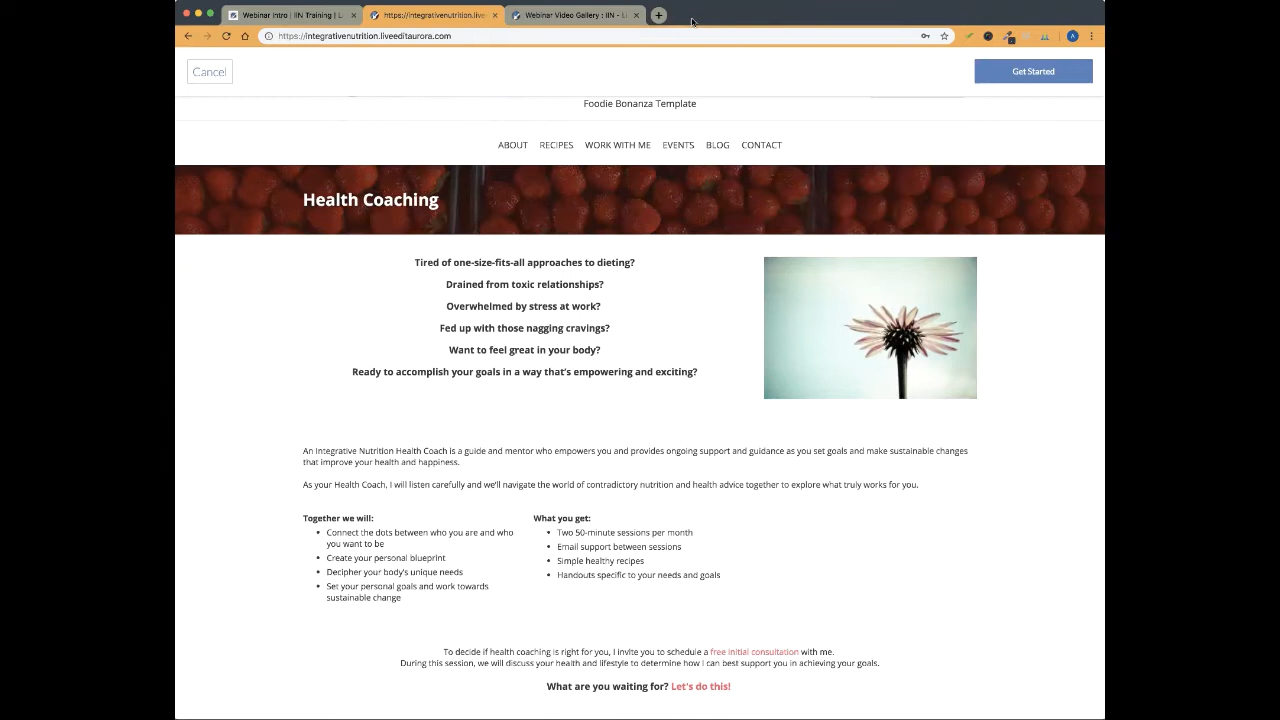 Webinar Intro | IIN Training | L
https://integrativenutrition.live
Webinar Video Gallery : IIN - Li
https://integrativenutrition.liveeditaurora.com
Cancel
Get Started
Foodie Bonanza Template
ABOUT RECIPES WORK WITH ME EVENTS BLOG CONTACT
Health Coaching
Tired of one-size-fits-all approaches to dieting?
Drained from toxic relationships?
Overwhelmed by stress at work?
Fed up with those nagging cravings?
Want to feel great in your body?
Ready to accomplish your goals in a way that's empowering and exciting?
An Integrative Nutrition Health Coach is a guide and mentor who empowers you and provides ongoing support and guidance as you set goals and make sustainable changes
that improve your health and happiness.
As your Health Coach, I will listen carefully and we'll navigate the world of contradictory nutrition and health advice together to explore what truly works for you.
Together we will:
• Connect the dots between who you are and who
you want to be
• Create your personal blueprint
• Decipher your body's unique needs
• Set your personal goals and work towards
sustainable change
What you get:
• Two 50-minute sessions per month
• Email support between sessions
• Simple healthy recipes
• Handouts specific to your needs and goals
To decide if health coaching is right for you, I invite you to schedule a free initial consultation with me.
During this session, we will discuss your health and lifestyle to determine how I can best support you in achieving your goals.
What are you waiting for? Let's do this!